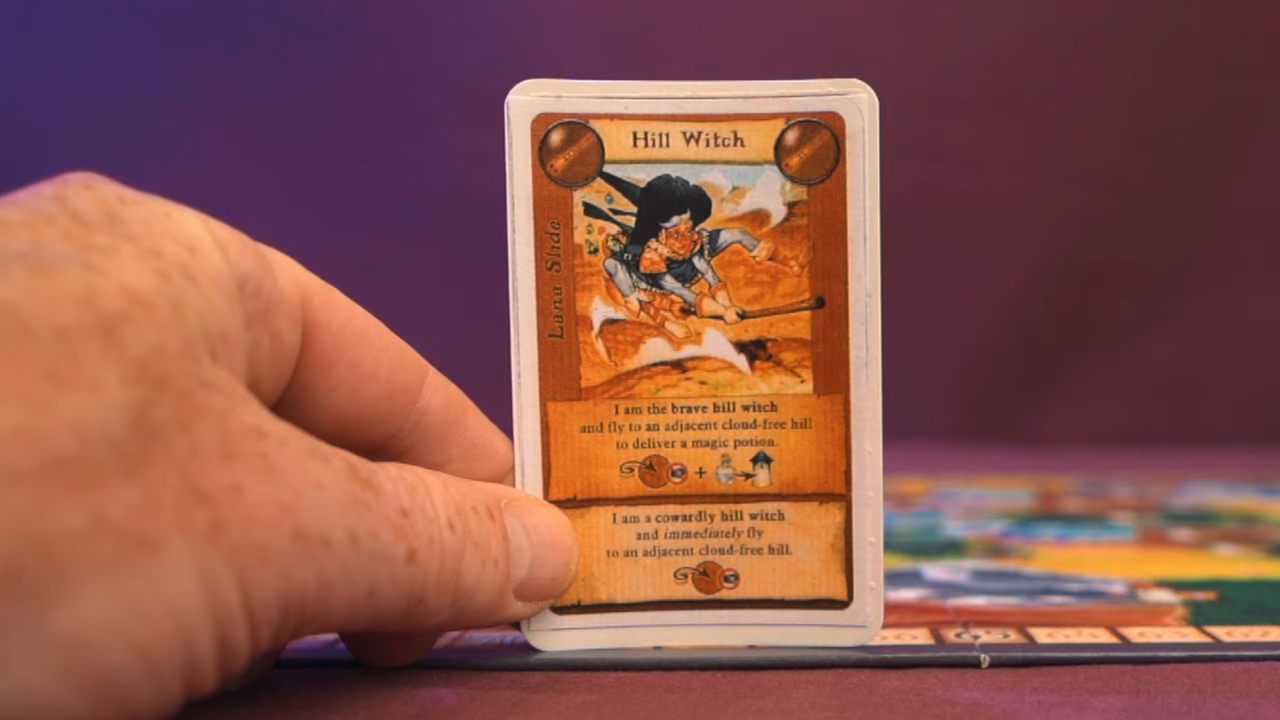 Hill Witch
Lana Slide
I am the brave hill witch
and fly to an adjacent cloud-free hill
to deliver a magic potion.
+
I am a cowardly hill witch
and immediately fly
to an adjacent cloud-free hill.